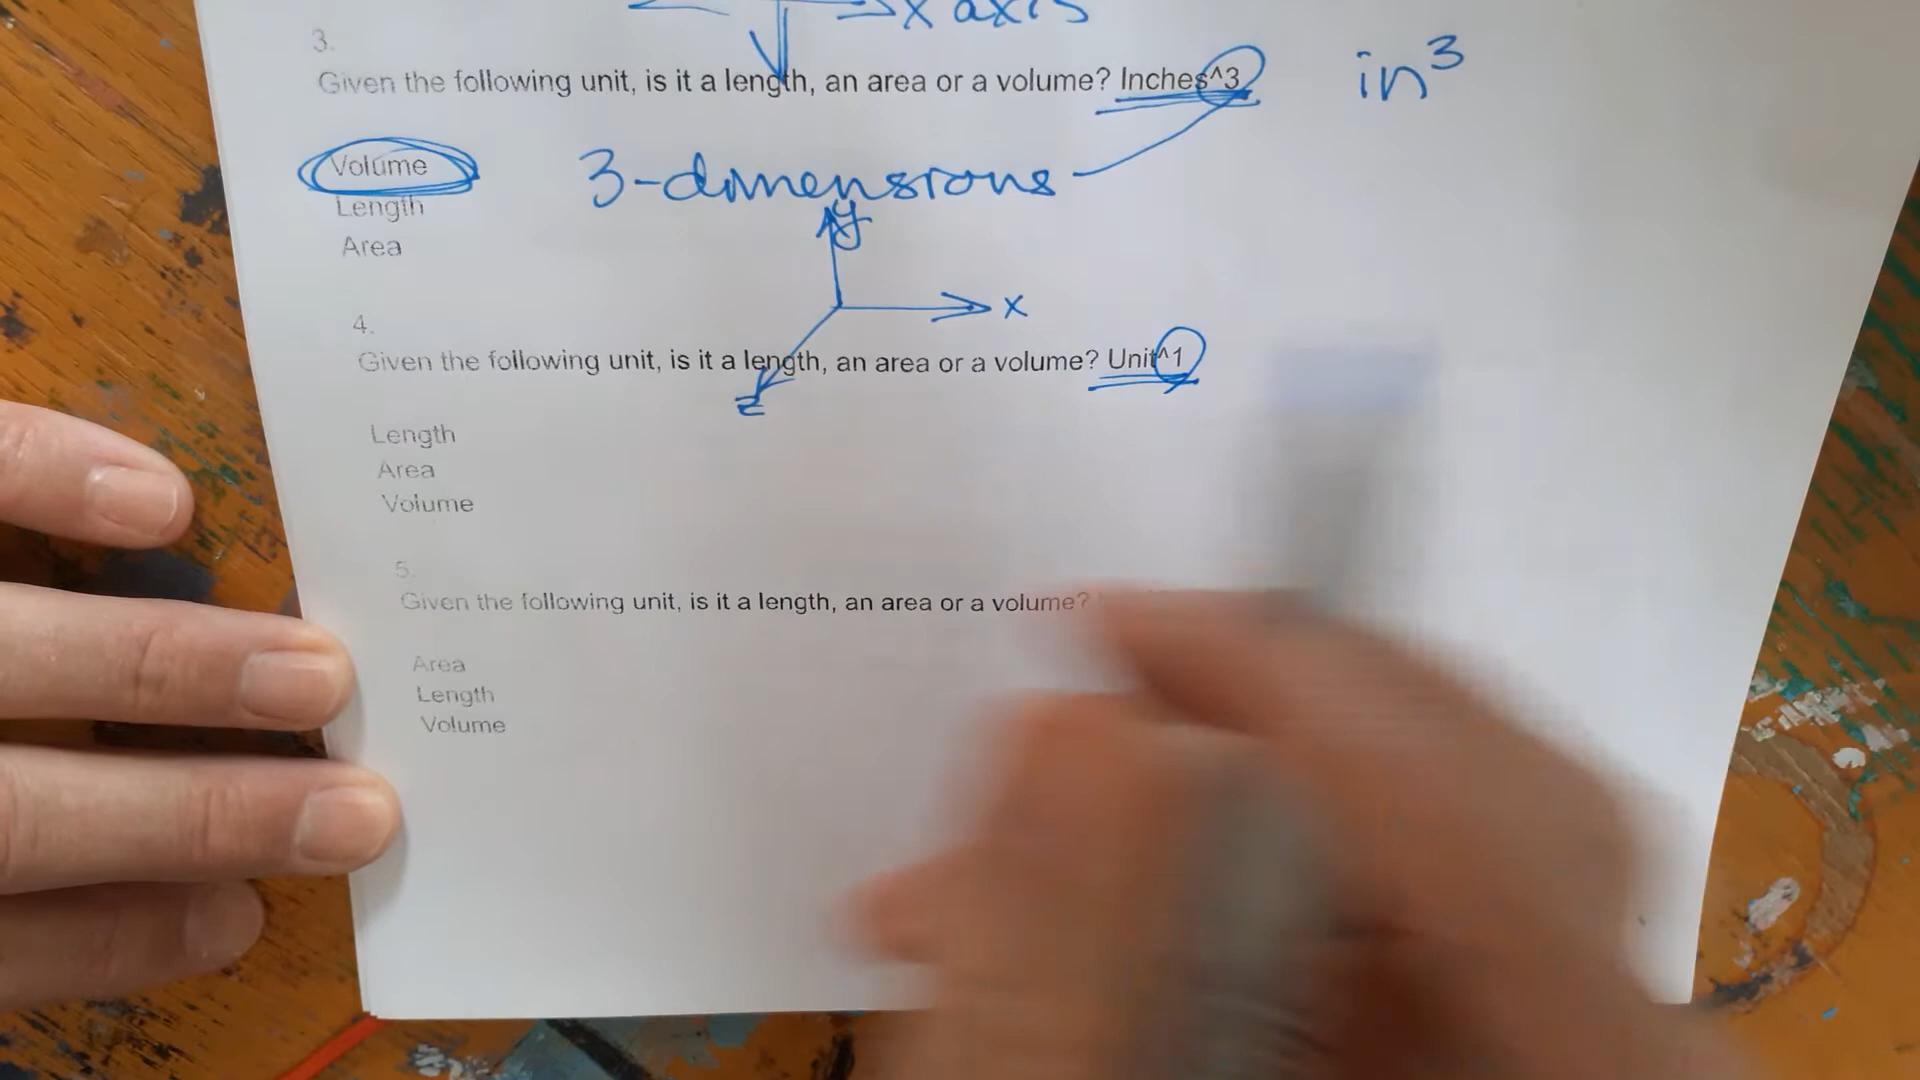 x axis
3.
Given the following unit, is it a length, an area or a volume? Inches^3
in³
Volume
3-dimensions
Length
y
Area
x
4.
Given the following unit, is it a length, an area or a volume? Unit^1
z
Length
Area
Volume
5.
Given the following unit, is it a length, an area or a volume?
Area
Length
Volume